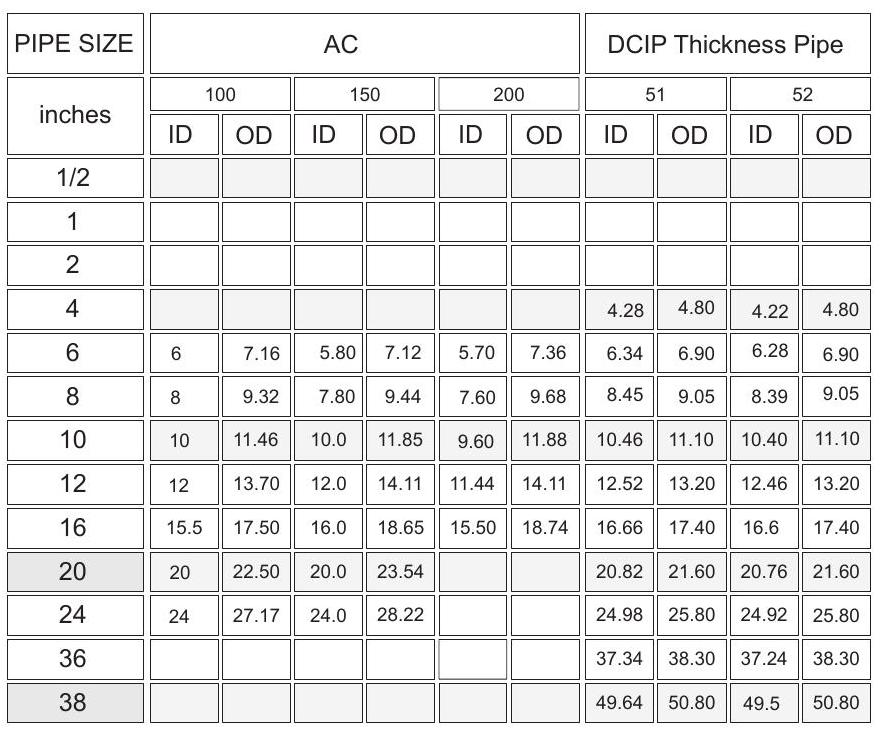 PIPE SIZE AC DCIP Thickness Pipe
inches 100 150 200 51 52
ID OD ID OD ID OD ID OD ID OD
1/2
1
2
4 4.28 4.80 4.22 4.80
6 6 7.16 5.80 7.12 5.70 7.36 6.34 6.90 6.28 6.90
8 8 9.32 7.80 9.44 7.60 9.68 8.45 9.05 8.39 9.05
10 10 11.46 10.0 11.85 9.60 11.88 10.46 11.10 10.40 11.10
12 12 13.70 12.0 14.11 11.44 14.11 12.52 13.20 12.46 13.20
16 15.5 17.50 16.0 18.65 15.50 18.74 16.66 17.40 16.6 17.40
20 20 22.50 20.0 23.54 20.82 21.60 20.76 21.60
24 24 27.17 24.0 28.22 24.98 25.80 24.92 25.80
36 37.34 38.30 37.24 38.30
38 49.64 50.80 49.5 50.80